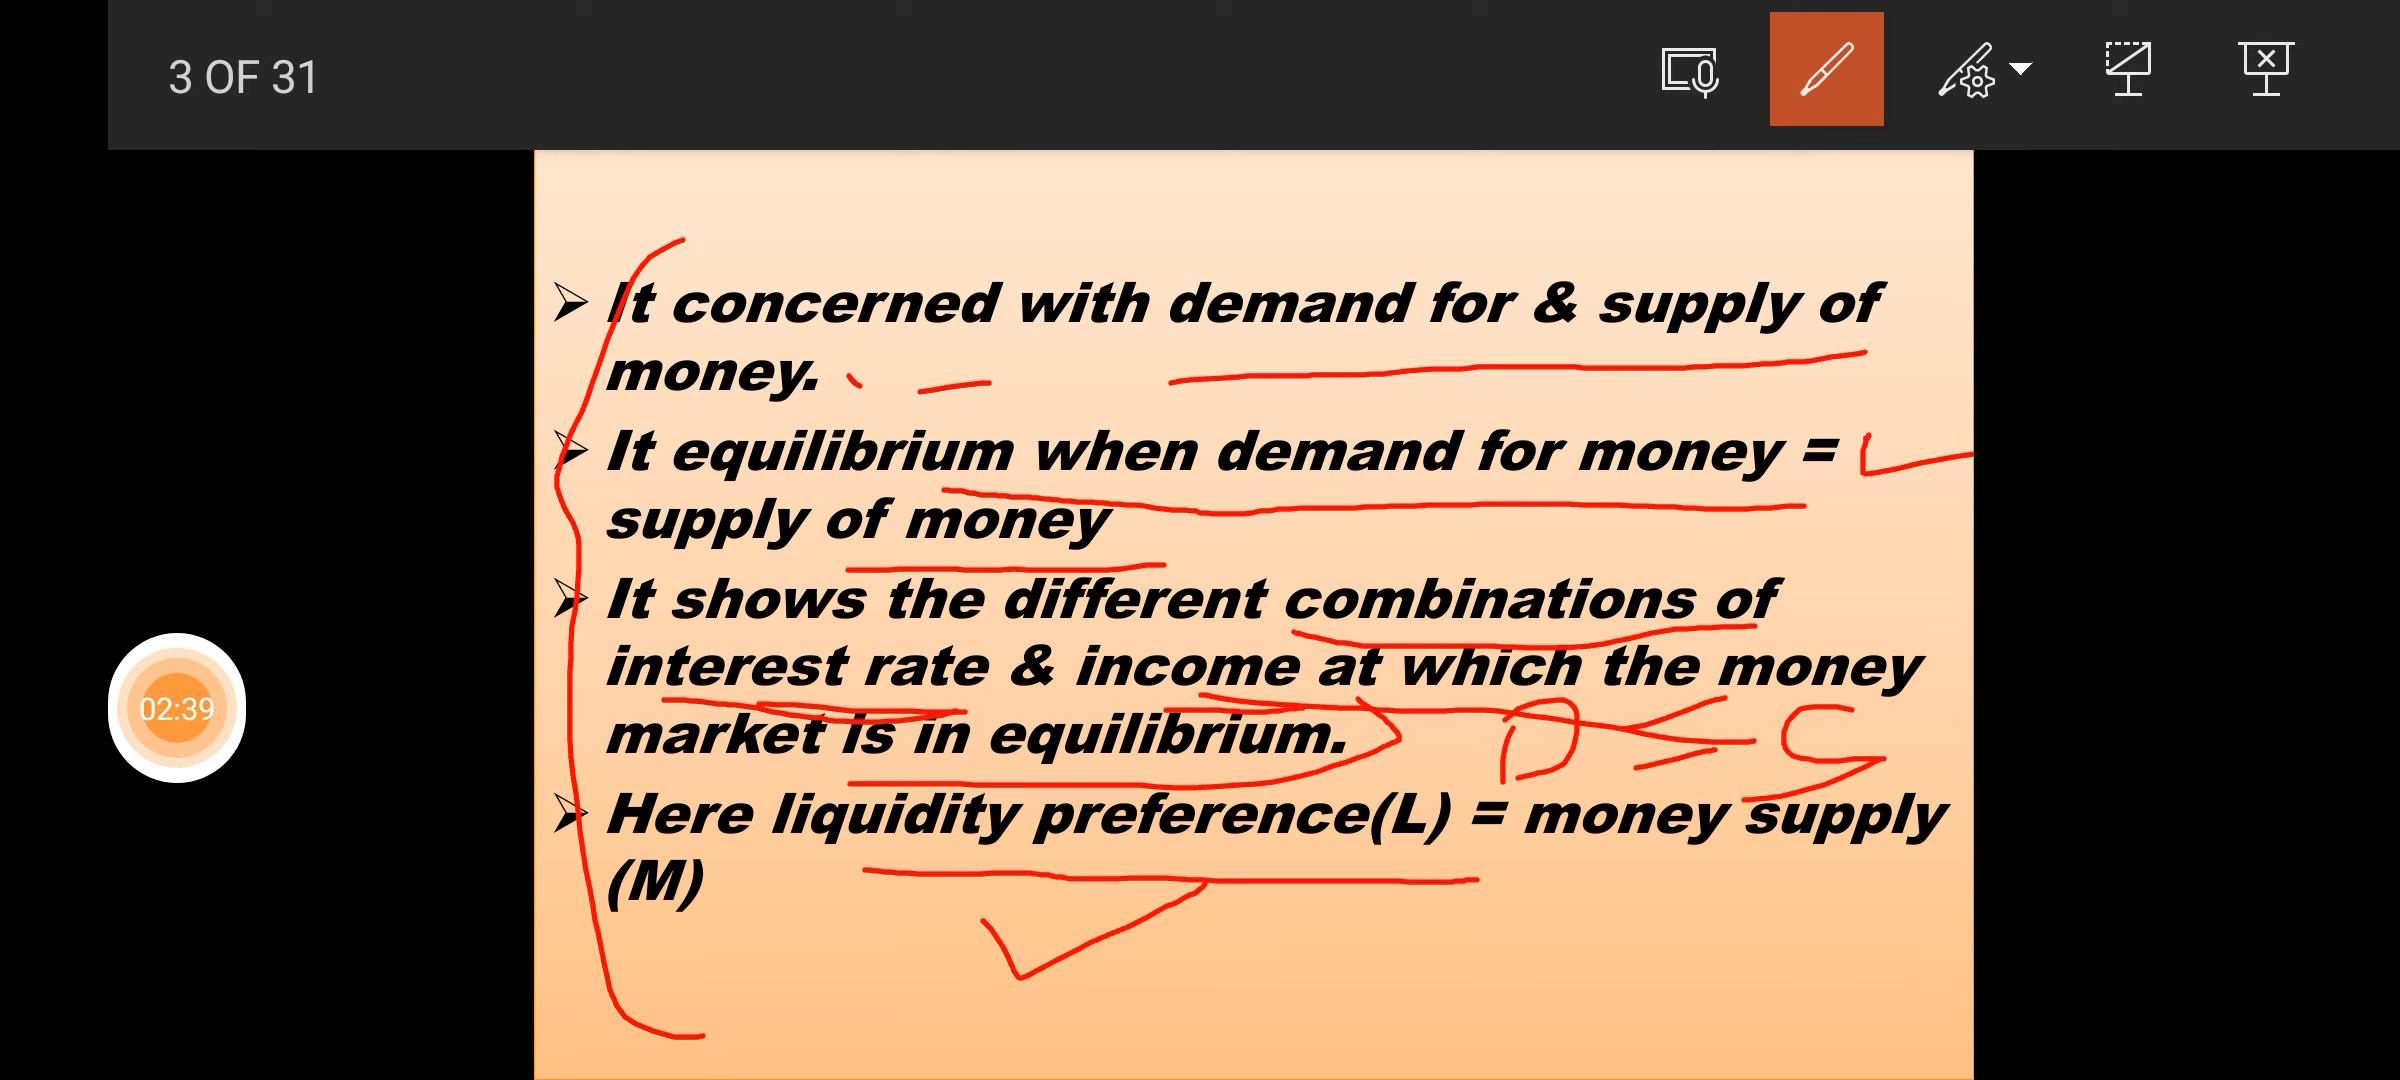 3 OF 31
It concerned with demand for & supply of
money.
It equilibrium when demand for money =
supply of money
It shows the different combinations of
interest rate & income at which the money
market is in equilibrium.
D = S
Here liquidity preference(L) = money supply
(M)
02:39